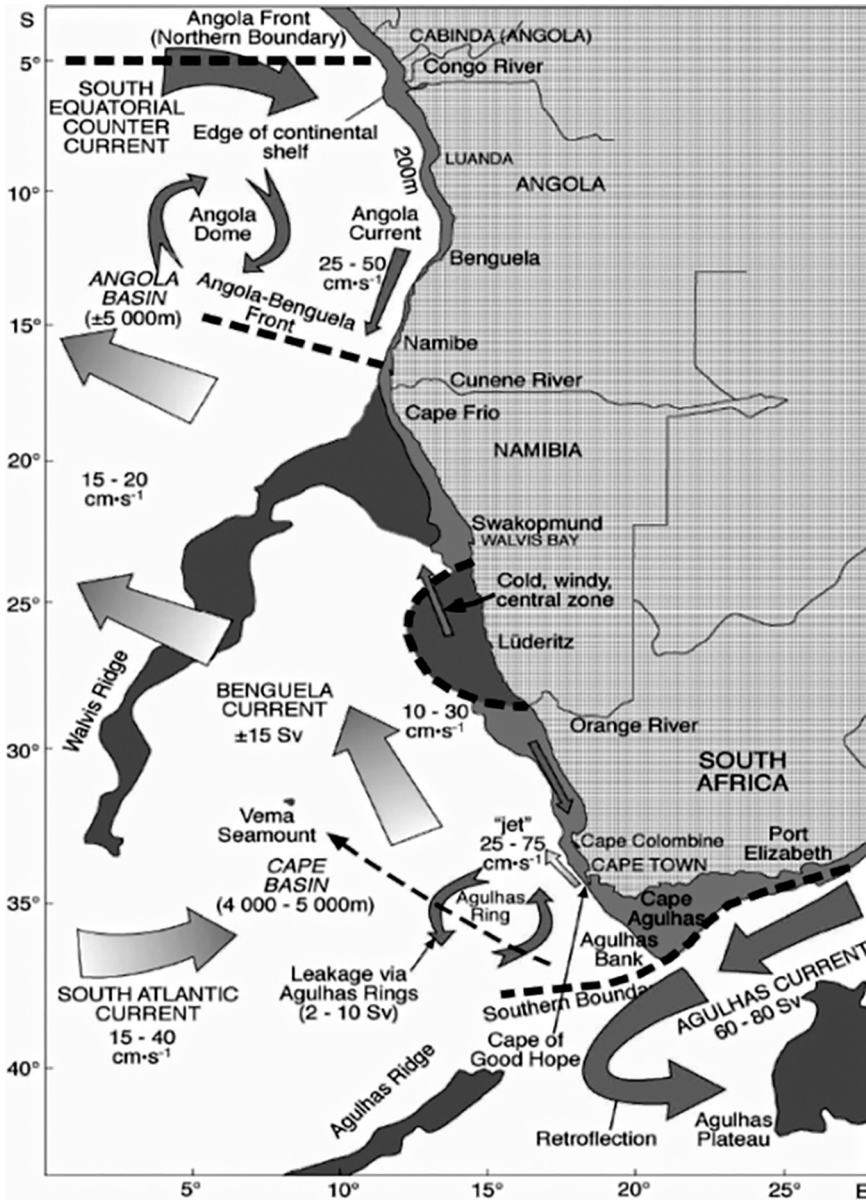 S
Angola Front
(Northern Boundary)
CABINDA (ANGOLA)
Congo River
5°
SOUTH
EQUATORIAL
COUNTER
CURRENT
Edge of continental
shelf
200m
LUANDA
ANGOLA
10°
Angola
Dome
Angola
Current
25 - 50
cm•s⁻¹
Benguela
ANGOLA
BASIN
(±5 000m)
Angola-Benguela
Front
15°
Namibe
Cunene River
Cape Frio
NAMIBIA
20°
15 - 20
cm•s⁻¹
Swakopmund
WALVIS BAY
Cold, windy,
central zone
25°
Lüderitz
Walvis Ridge
BENGUELA
CURRENT
±15 Sv
10 - 30
cm•s⁻¹
Orange River
30°
SOUTH
AFRICA
Vema
Seamount
"jet"
25 - 75
cm•s⁻¹
Cape Colombine
CAPE TOWN
Port
Elizabeth
CAPE
BASIN
(4 000 - 5 000m)
Agulhas
Ring
Cape
Agulhas
35°
Agulhas
Bank
Leakage via
Agulhas Rings
(2 - 10 Sv)
SOUTH ATLANTIC
CURRENT
15 - 40
cm•s⁻¹
Southern Bounda
AGULHAS CURRENT
60 - 80 Sv
Cape of
Good Hope
40°
Agulhas Ridge
Retroflection
Agulhas
Plateau
5°
10°
15°
20°
25°
E